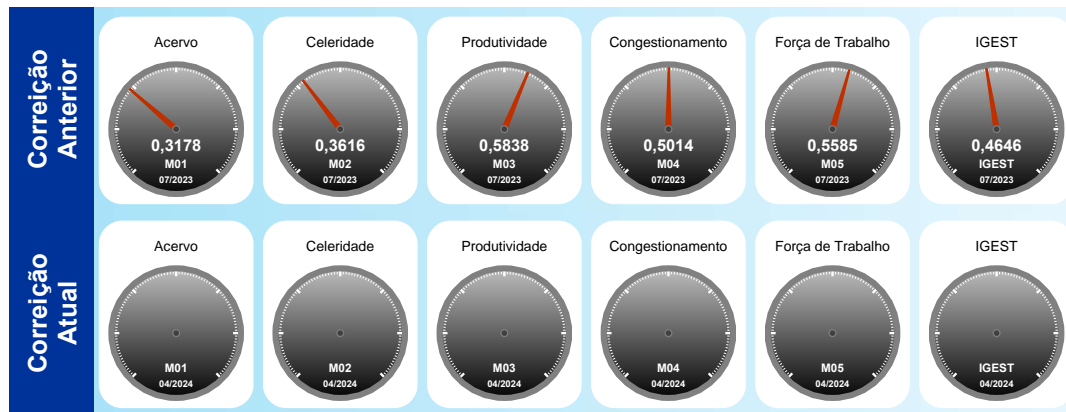 Correição
Anterior
Acervo
0,3178
M01
07/2023
Celeridade
0,3616
M02
07/2023
Produtividade
0,5838
M03
07/2023
Congestionamento
0,5014
M04
07/2023
Força de Trabalho
0,5585
M05
07/2023
IGEST
0,4646
IGEST
07/2023
Correição
Atual
Acervo
M01
04/2024
Celeridade
M02
04/2024
Produtividade
M03
04/2024
Congestionamento
M04
04/2024
Força de Trabalho
M05
04/2024
IGEST
IGEST
04/2024